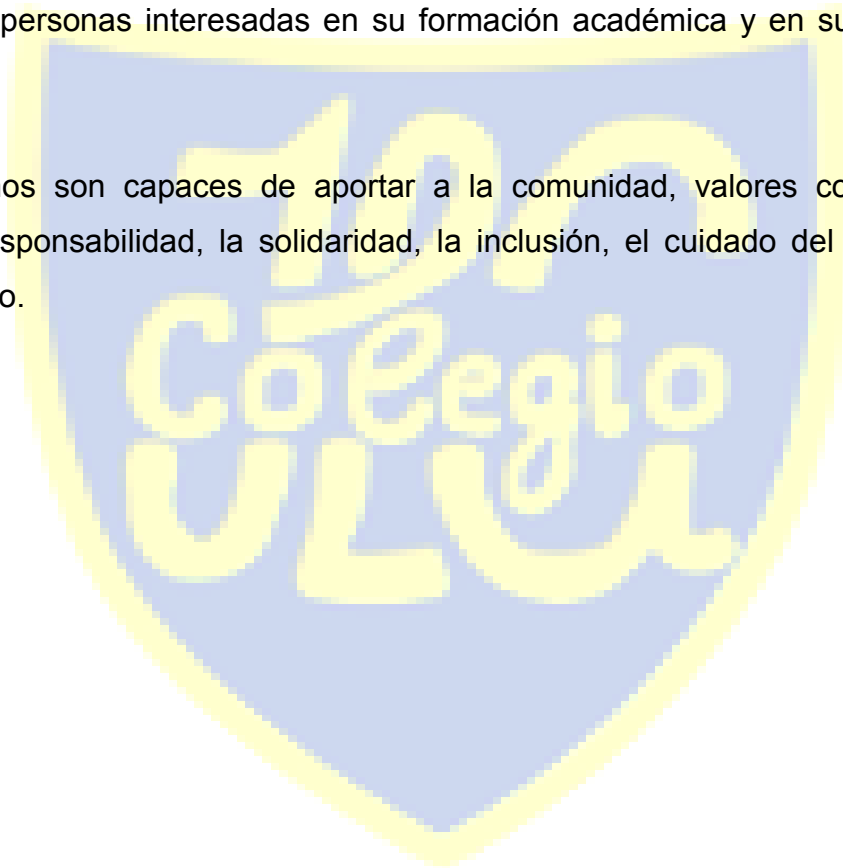 personas interesadas en su formación académica y en su
os son capaces de aportar a la comunidad, valores co
sponsabilidad, la solidaridad, la inclusión, el cuidado del
o.
Colegio
ULU